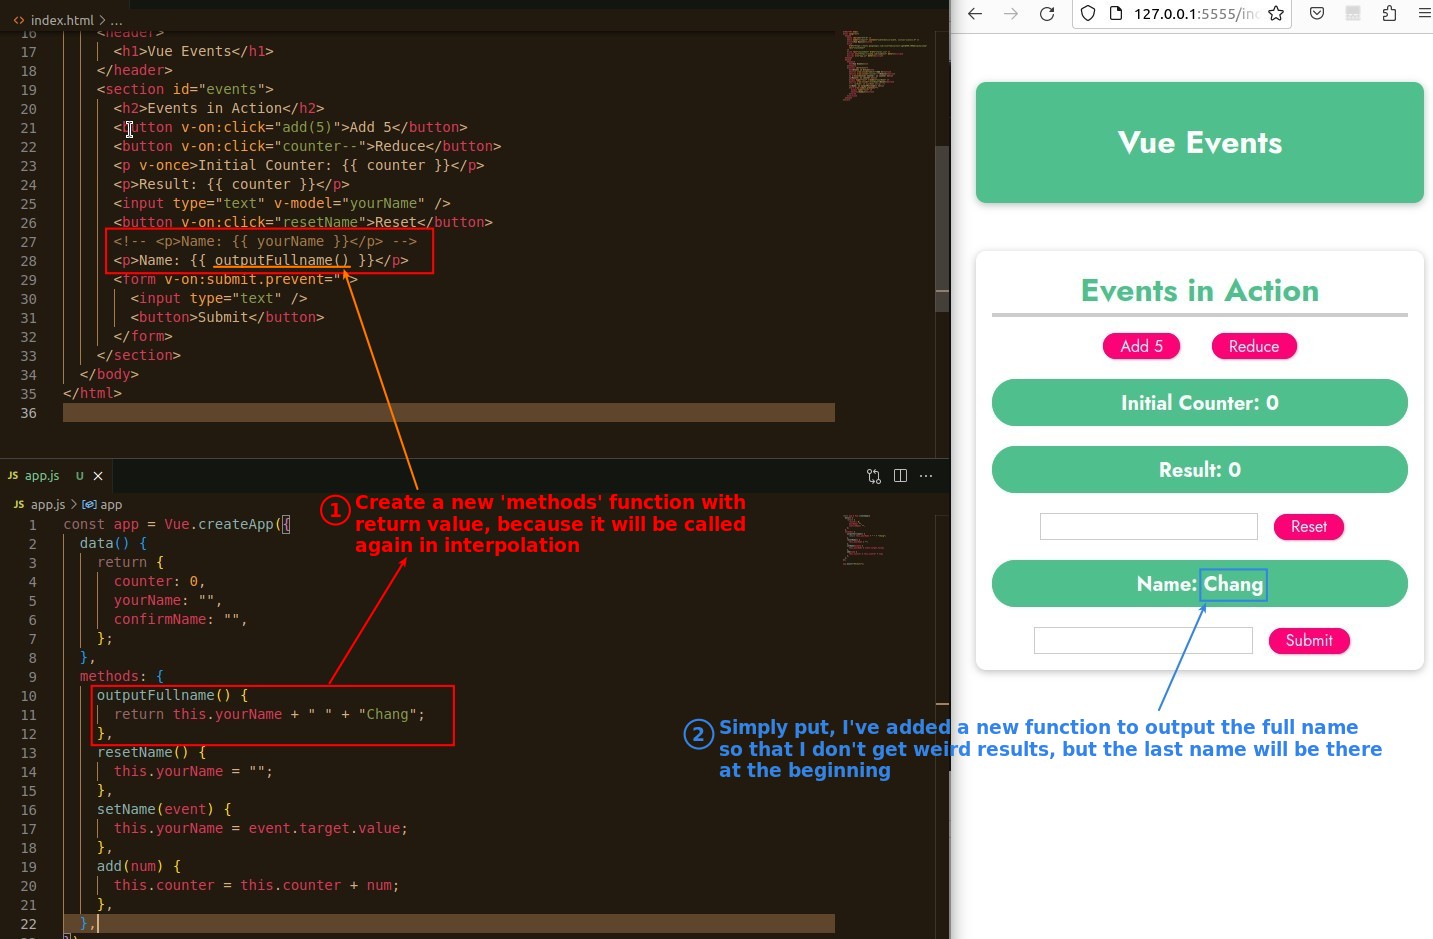 index.html > ...
16 <header>
17 <h1>Vue Events</h1>
18 </header>
19 <section id="events">
20 <h2>Events in Action</h2>
21 <button v-on:click="add(5)">Add 5</button>
22 <button v-on:click="counter--">Reduce</button>
23 <p v-once>Initial Counter: {{ counter }}</p>
24 <p>Result: {{ counter }}</p>
25 <input type="text" v-model="yourName" />
26 <button v-on:click="resetName">Reset</button>
27 <!-- <p>Name: {{ yourName }}</p> -->
28 <p>Name: {{ outputFullname() }}</p>
29 <form v-on:submit.prevent="">
30 <input type="text" />
31 <button>Submit</button>
32 </form>
33 </section>
34 </body>
35 </html>
36
JS app.js U
JS app.js > app
1 const app = Vue.createApp({
2 data() {
3 return {
4 counter: 0,
5 yourName: "",
6 confirmName: "",
7 };
8 },
9 methods: {
10 outputFullname() {
11 return this.yourName + " " + "Chang";
12 },
13 resetName() {
14 this.yourName = "";
15 },
16 setName(event) {
17 this.yourName = event.target.value;
18 },
19 add(num) {
20 this.counter = this.counter + num;
21 },
22 },
1 Create a new 'methods' function with
return value, because it will be called
again in interpolation
127.0.0.1:5555/in
Vue Events
Events in Action
Add 5 Reduce
Initial Counter: 0
Result: 0
Reset
Name: Chang
Submit
2 Simply put, I've added a new function to output the full name
so that I don't get weird results, but the last name will be there
at the beginning